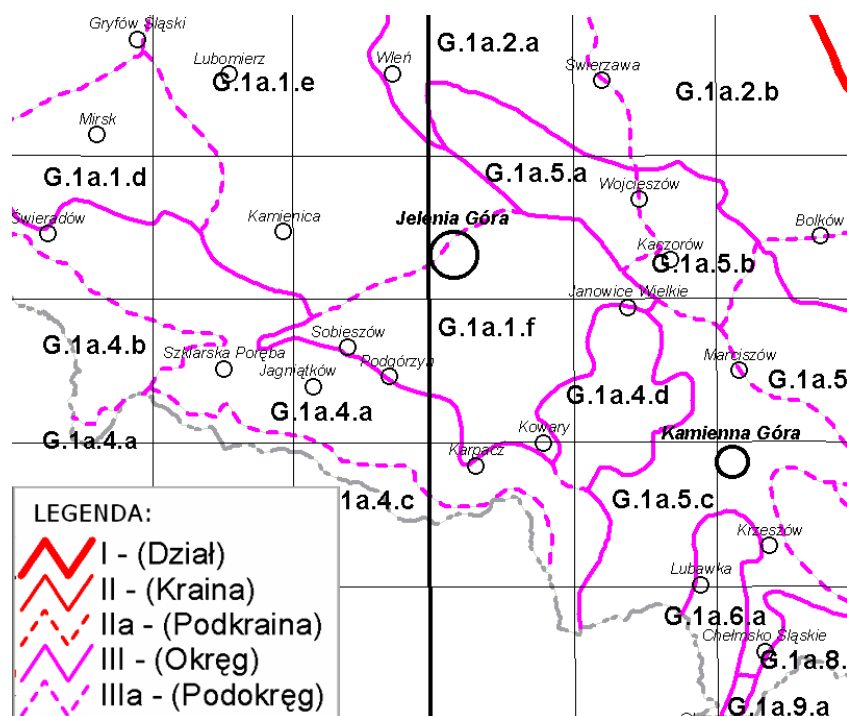 Gryfów Śląski
Lubomierz
G.1a.1.e
Wleń
G.1a.2.a
Świerzawa
G.1a.2.b
Mirsk
G.1a.1.d
G.1a.5.a
Wojcieszów
Świeradów
Kamienica
Jelenia Góra
Bolków
Kaczorów
G.1a.5.b
Janowice Wielkie
G.1a.4.b
Sobieszów
G.1a.1.f
Szklarska Poręba
Podgórzyn
Marciszów
Jagniątków
G.1a.4.a
G.1a.4.d
G.1a.5
G.1a.4.a
Kowary
Kamienna Góra
Karpacz
1a.4.c
G.1a.5.c
LEGENDA:
I - (Dział)
II - (Kraina)
IIa - (Podkraina)
III - (Okręg)
IIIa - (Podokręg)
Krzeszów
Lubawka
G.1a.6.a
Chełmsko Śląskie
G.1a.8.
G.1a.9.a